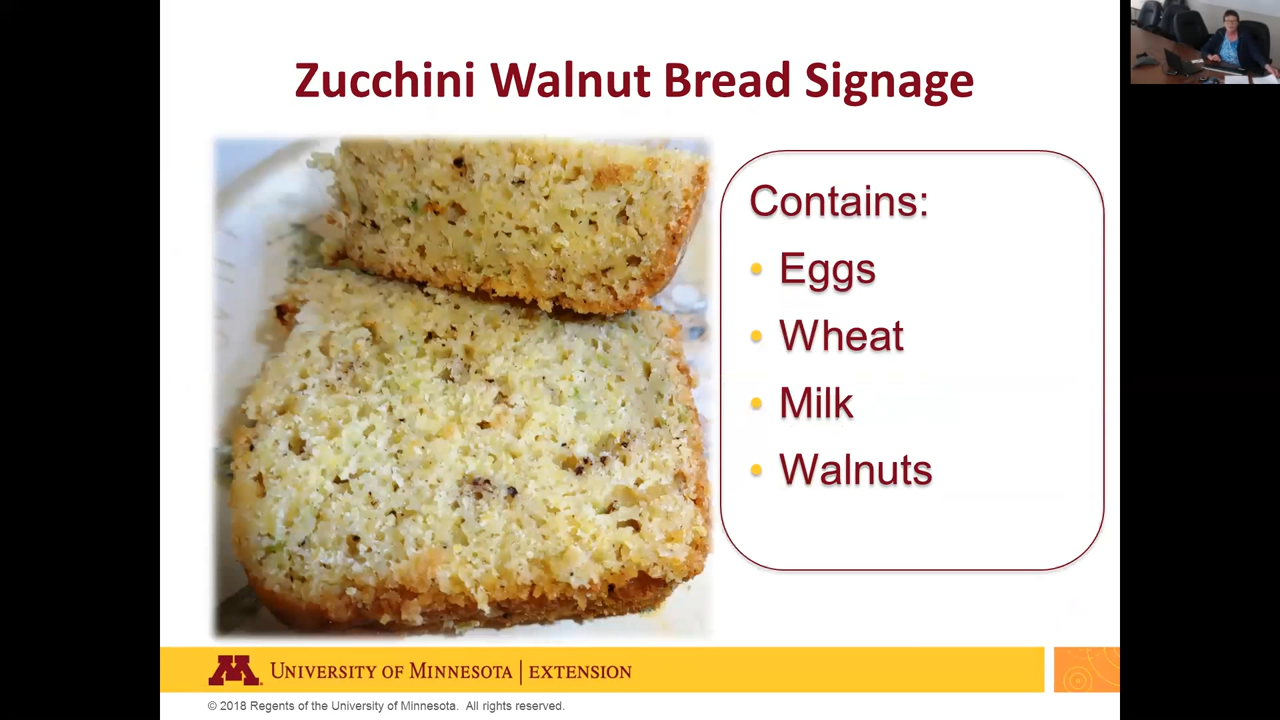 Zucchini Walnut Bread Signage
Contains:
• Eggs
• Wheat
• Milk
• Walnuts
UNIVERSITY OF MINNESOTA | EXTENSION
© 2018 Regents of the University of Minnesota. All rights reserved.